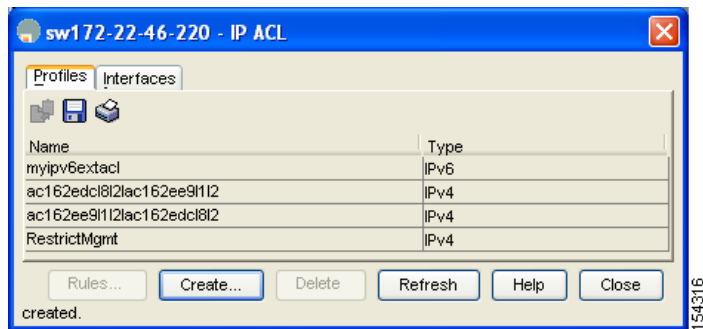 sw172-22-46-220 - IP ACL
Profiles Interfaces
Name Type
myipv6extacl IPv6
ac162edcl8l2lac162ee9l1l2 IPv4
ac162ee9l1l2lac162edcl8l2 IPv4
RestrictMgmt IPv4
Rules... Create... Delete Refresh Help Close
created.
154316